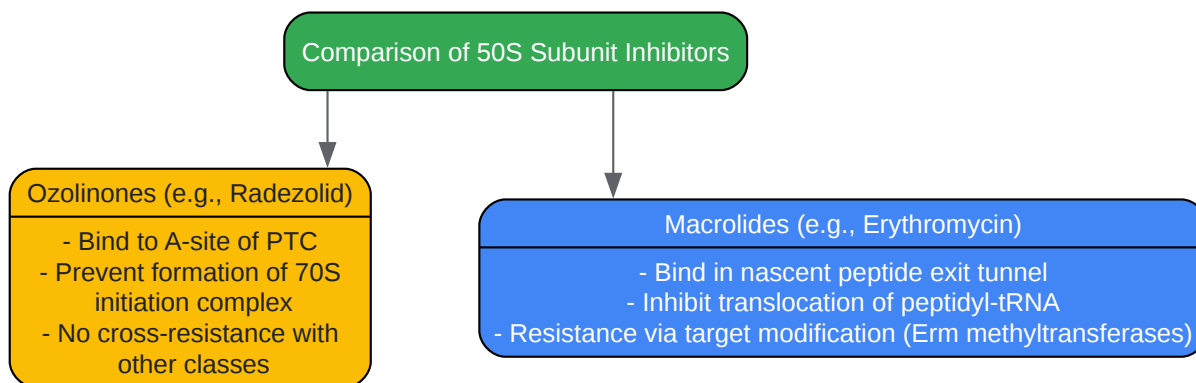 Comparison of 50S Subunit Inhibitors
Ozolinones (e.g., Radezolid)
- Bind to A-site of PTC
- Prevent formation of 70S
initiation complex
- No cross-resistance with
other classes
Macrolides (e.g., Erythromycin)
- Bind in nascent peptide exit tunnel
- Inhibit translocation of peptidyl-tRNA
- Resistance via target modification (Erm methyltransferases)